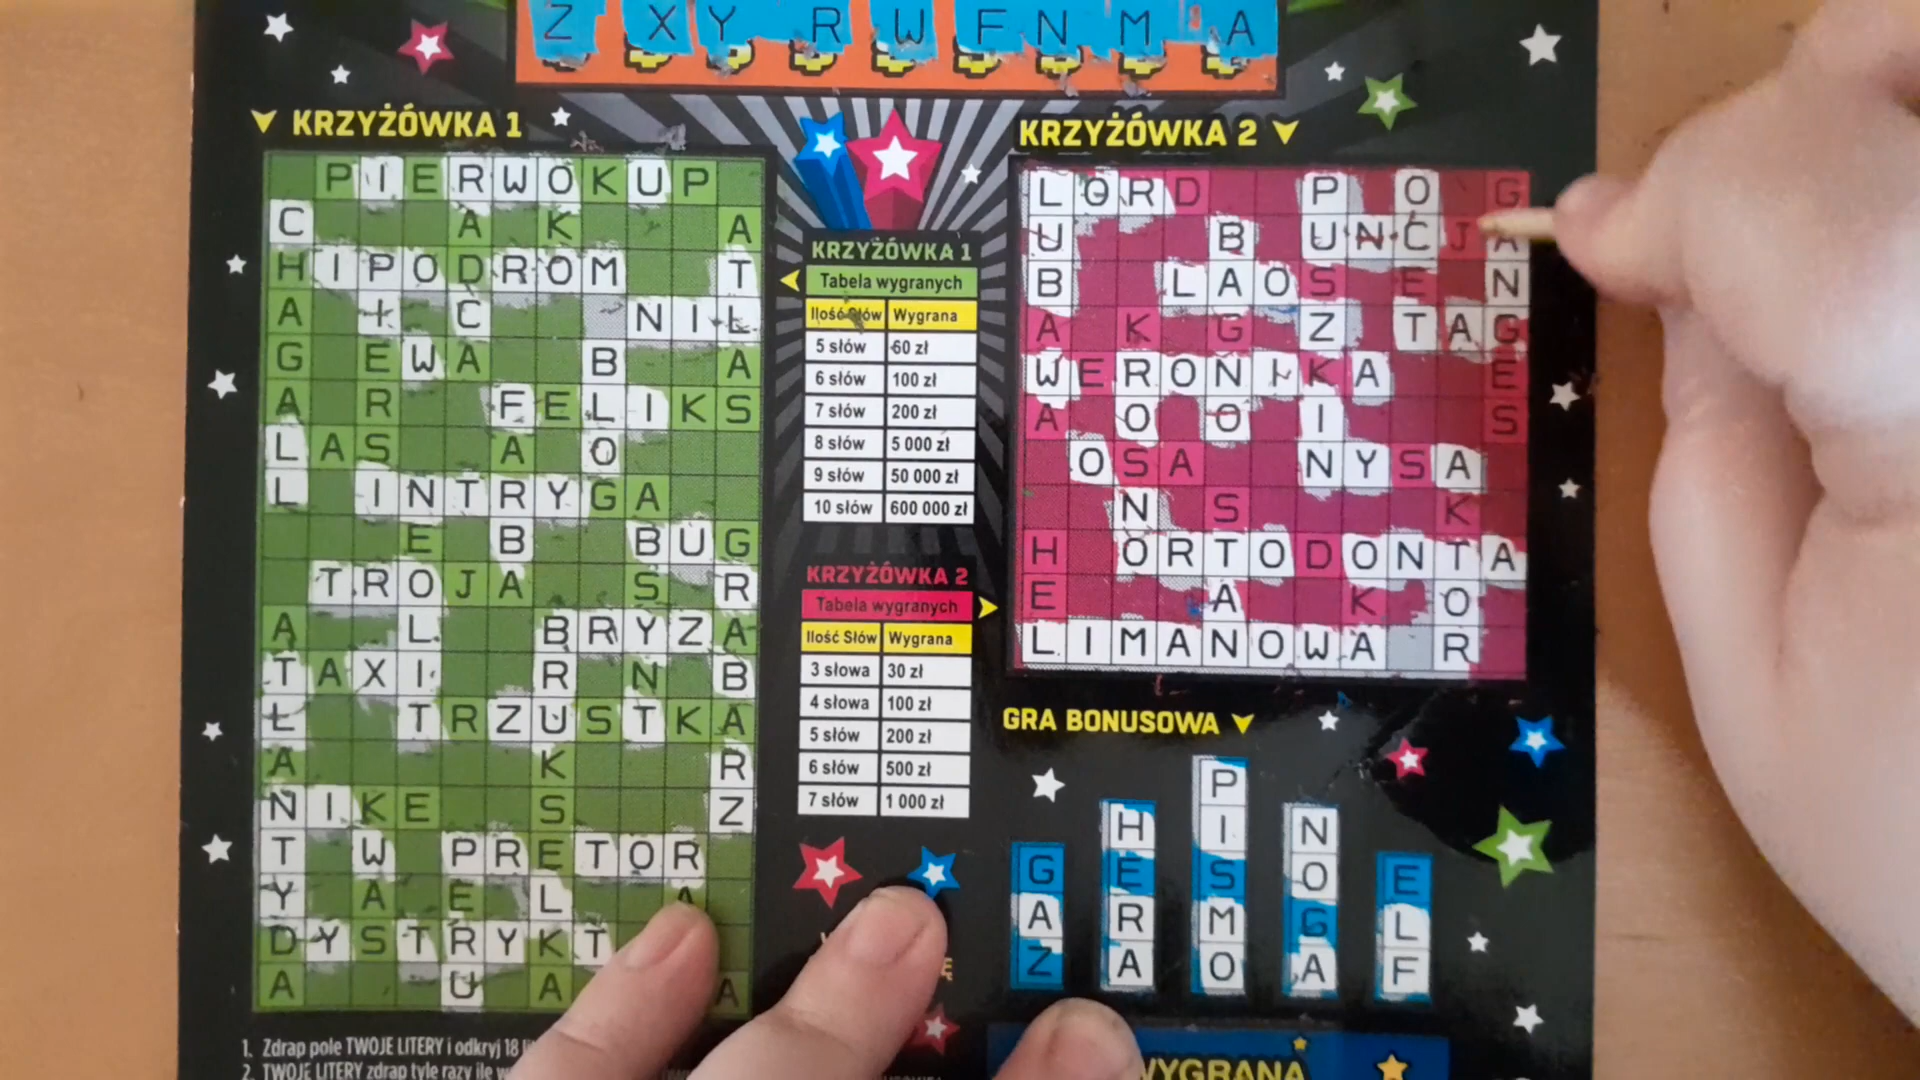 Z X Y R W F N M A
KRZYŻÓWKA 1
PIERWOKUP
C A K A
HIPODROM T
A I C NIŁ
G EWA B A
A R FELIKS
LAS A O
L INTRYGA
E B BUG
TROJA S R
A L BRYZA
TAXI R N B
Ł TRZUSTKA
A K R
NIKE S Z
T W PRETOR
Y A E L A
DYSTRYKT
A U A A
KRZYŻÓWKA 1
Tabela wygranych
Ilość Słów Wygrana
5 słów 60 zł
6 słów 100 zł
7 słów 200 zł
8 słów 5 000 zł
9 słów 50 000 zł
10 słów 600 000 zł
KRZYŻÓWKA 2
Tabela wygranych
Ilość Słów Wygrana
3 słowa 30 zł
4 słowa 100 zł
5 słów 200 zł
6 słów 500 zł
7 słów 1 000 zł
KRZYŻÓWKA 2
LORD P O G
U B UNCJA
B LAOS E N
A K G Z TAG
WERONIKA E
A O O I S
OSA NYSA
N S K
H ORTODONTA
E A K O
LIMANOWA R
GRA BONUSOWA
GAZ
HERA
PISMO
NOGA
ELF
WYGRANA
1. Zdrap pole TWOJE LITERY i odkryj 18
2. TWOJE LITERY zdrap tyle razy ile